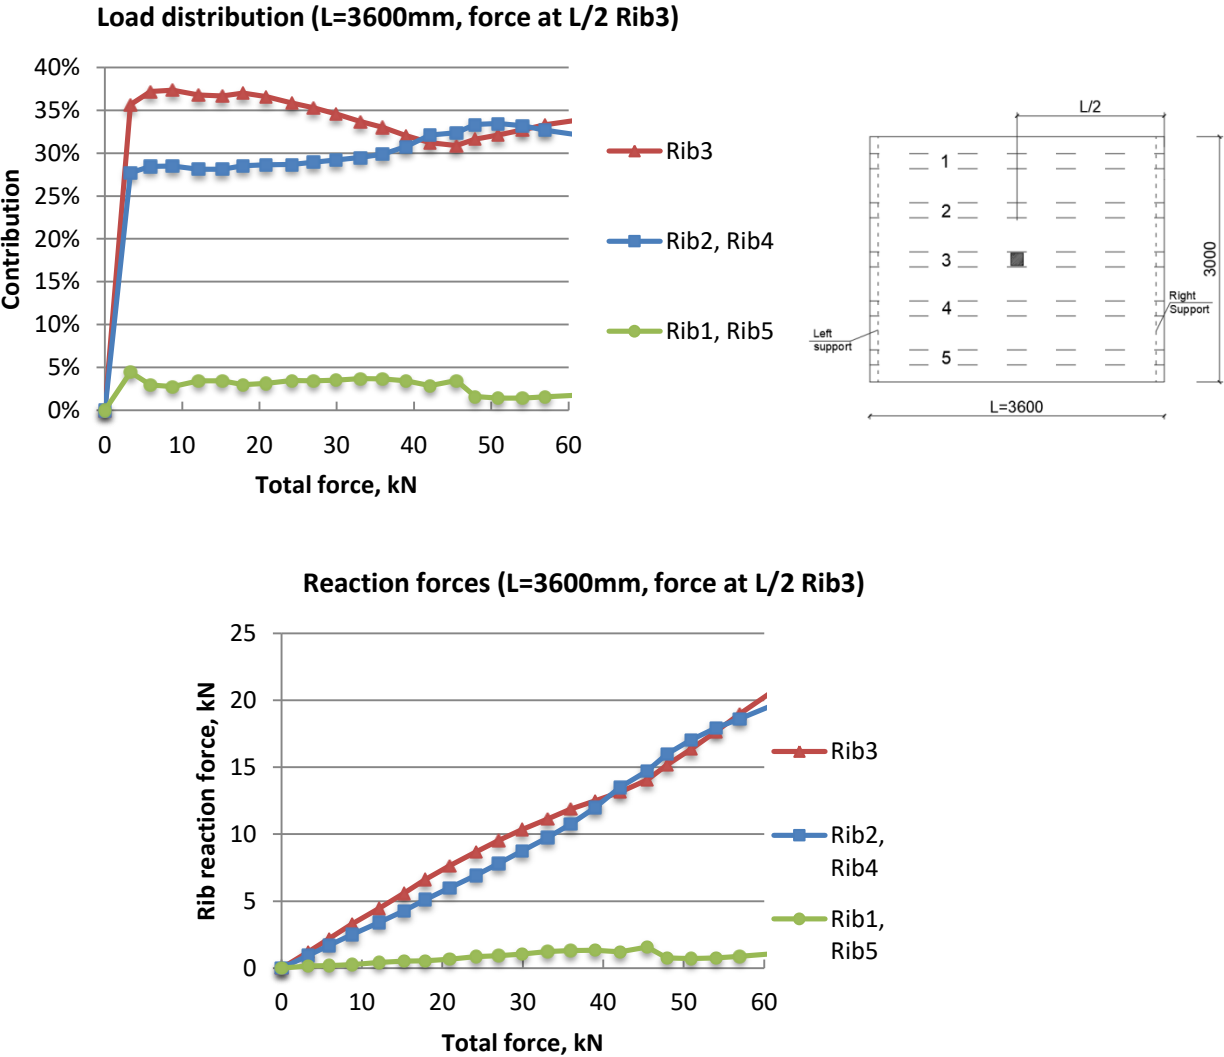 Load distribution (L=3600mm, force at L/2 Rib3)
40%
35%
30%
25%
20%
15%
10%
5%
0%
Contribution
0 10 20 30 40 50 60
Total force, kN
Rib3
Rib2, Rib4
Rib1, Rib5
L/2
1
2
3
4
5
3000
Left
support
Right
Support
L=3600
Reaction forces (L=3600mm, force at L/2 Rib3)
25
20
15
10
5
0
Rib reaction force, kN
0 10 20 30 40 50 60
Total force, kN
Rib3
Rib2,
Rib4
Rib1,
Rib5